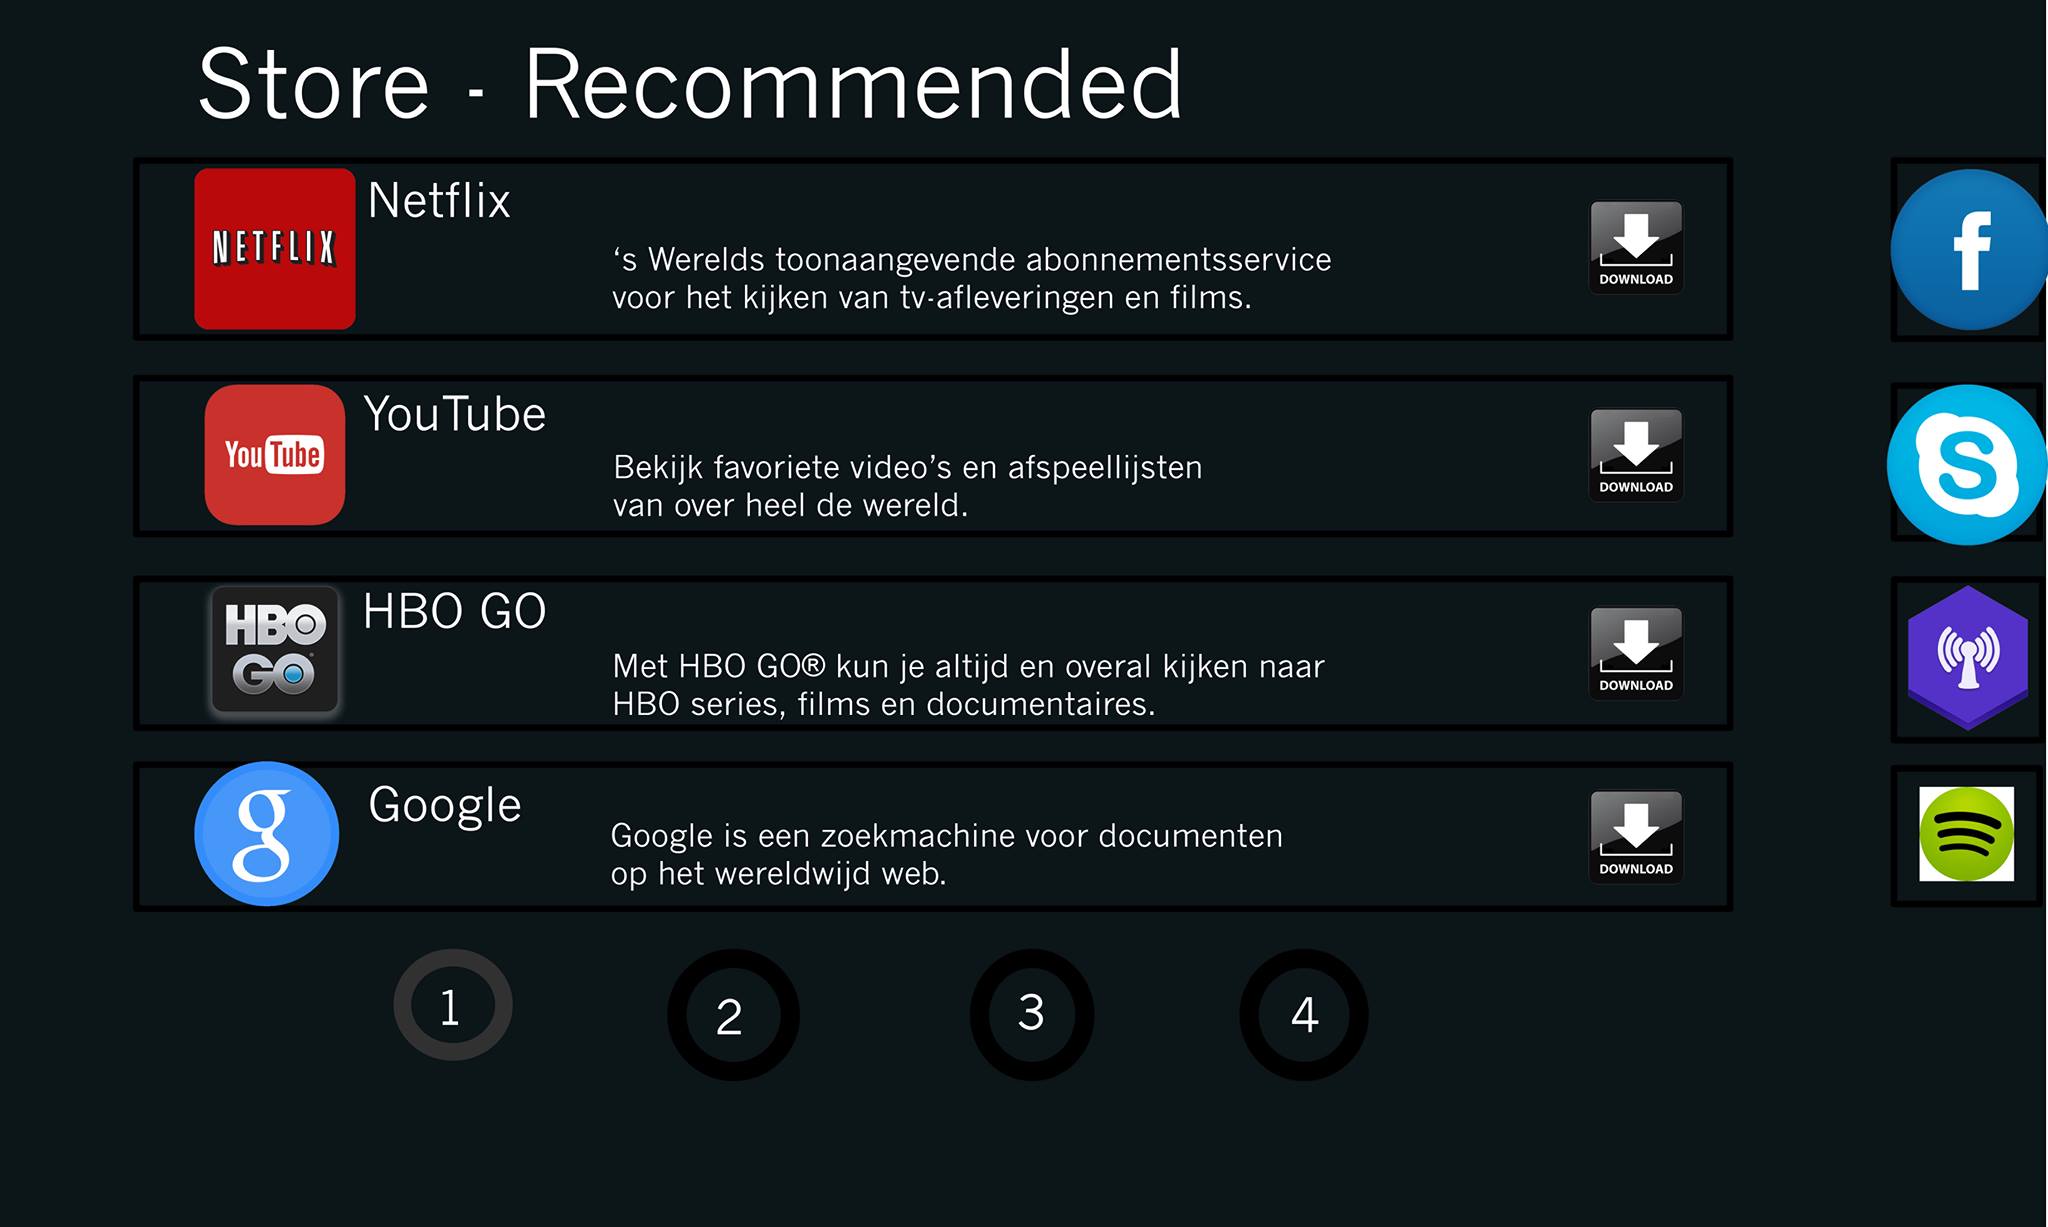 Store - Recommended
NETFLIX
Netflix
‘s Werelds toonaangevende abonnementsservice
voor het kijken van tv-afleveringen en films.
DOWNLOAD
f
YouTube
YouTube
Bekijk favoriete video’s en afspeellijsten
van over heel de wereld.
DOWNLOAD
S
HBO
GO
HBO GO
Met HBO GO® kun je altijd en overal kijken naar
HBO series, films en documentaires.
DOWNLOAD
g
Google
Google is een zoekmachine voor documenten
op het wereldwijd web.
DOWNLOAD
1
2
3
4